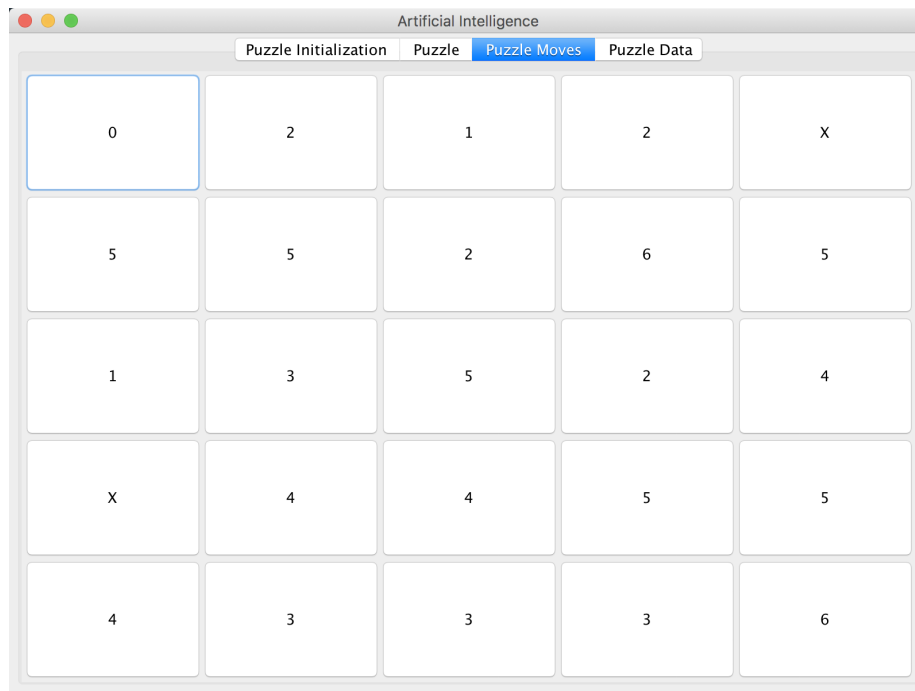 Artificial Intelligence
Puzzle Initialization Puzzle Puzzle Moves Puzzle Data
0 2 1 2 X
5 5 2 6 5
1 3 5 2 4
X 4 4 5 5
4 3 3 3 6